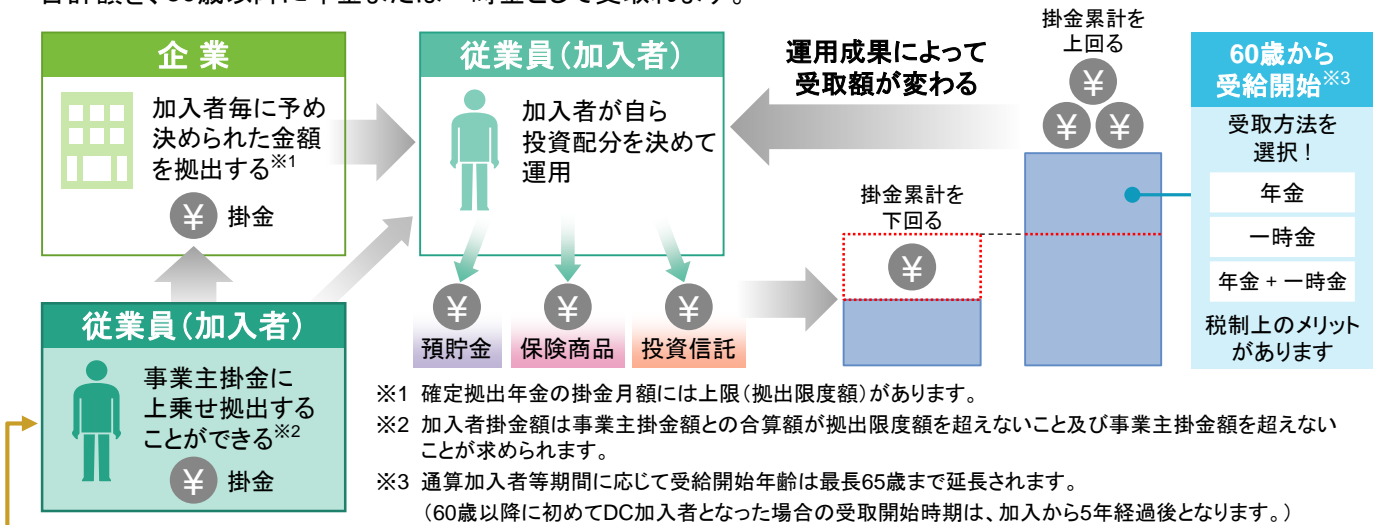 企業
加入者毎に予め
決められた金額
を拠出する※1
¥ 掛金
従業員（加入者）
事業主掛金に
上乗せ拠出する
ことができる※2
¥ 掛金
従業員（加入者）
加入者が自ら
投資配分を決めて
運用
¥ ¥ ¥
預貯金 保険商品 投資信託
運用成果によって
受取額が変わる
掛金累計を
下回る
¥
掛金累計を
上回る
¥
¥ ¥
60歳から
受給開始※3
受取方法を
選択！
年金
一時金
年金 + 一時金
税制上のメリット
があります
※1 確定拠出年金の掛金月額には上限（拠出限度額）があります。
※2 加入者掛金額は事業主掛金額との合算額が拠出限度額を超えないこと及び事業主掛金額を超えない
ことが求められます。
※3 通算加入者等期間に応じて受給開始年齢は最長65歳まで延長されます。
（60歳以降に初めてDC加入者となった場合の受取開始時期は、加入から5年経過後となります。）